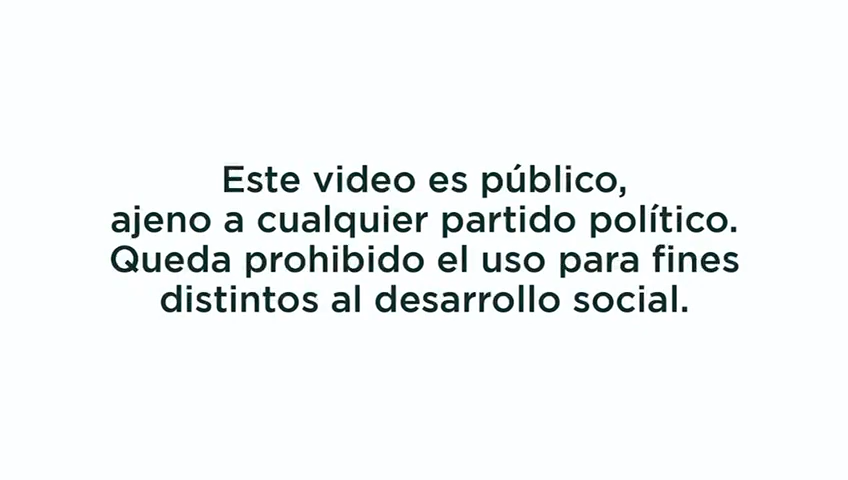 Este video es público,
ajeno a cualquier partido político.
Queda prohibido el uso para fines
distintos al desarrollo social.